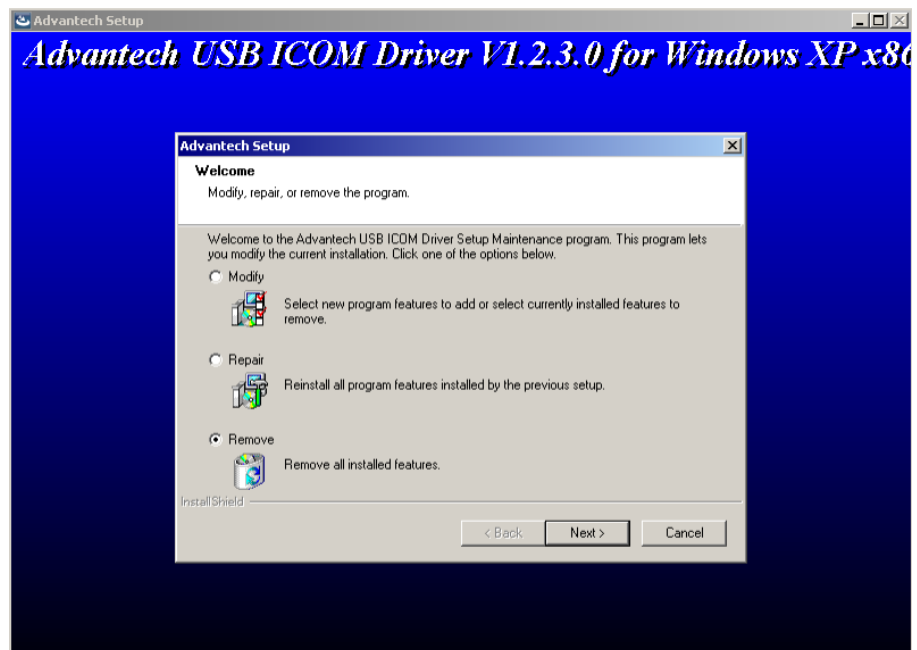 Advantech Setup
Advantech USB ICOM Driver V1.2.3.0 for Windows XP x86
Advantech Setup
Welcome
Modify, repair, or remove the program.
Welcome to the Advantech USB ICOM Driver Setup Maintenance program. This program lets
you modify the current installation. Click one of the options below.
Modify
Select new program features to add or select currently installed features to
remove.
Repair
Reinstall all program features installed by the previous setup.
Remove
Remove all installed features.
InstallShield
< Back
Next >
Cancel